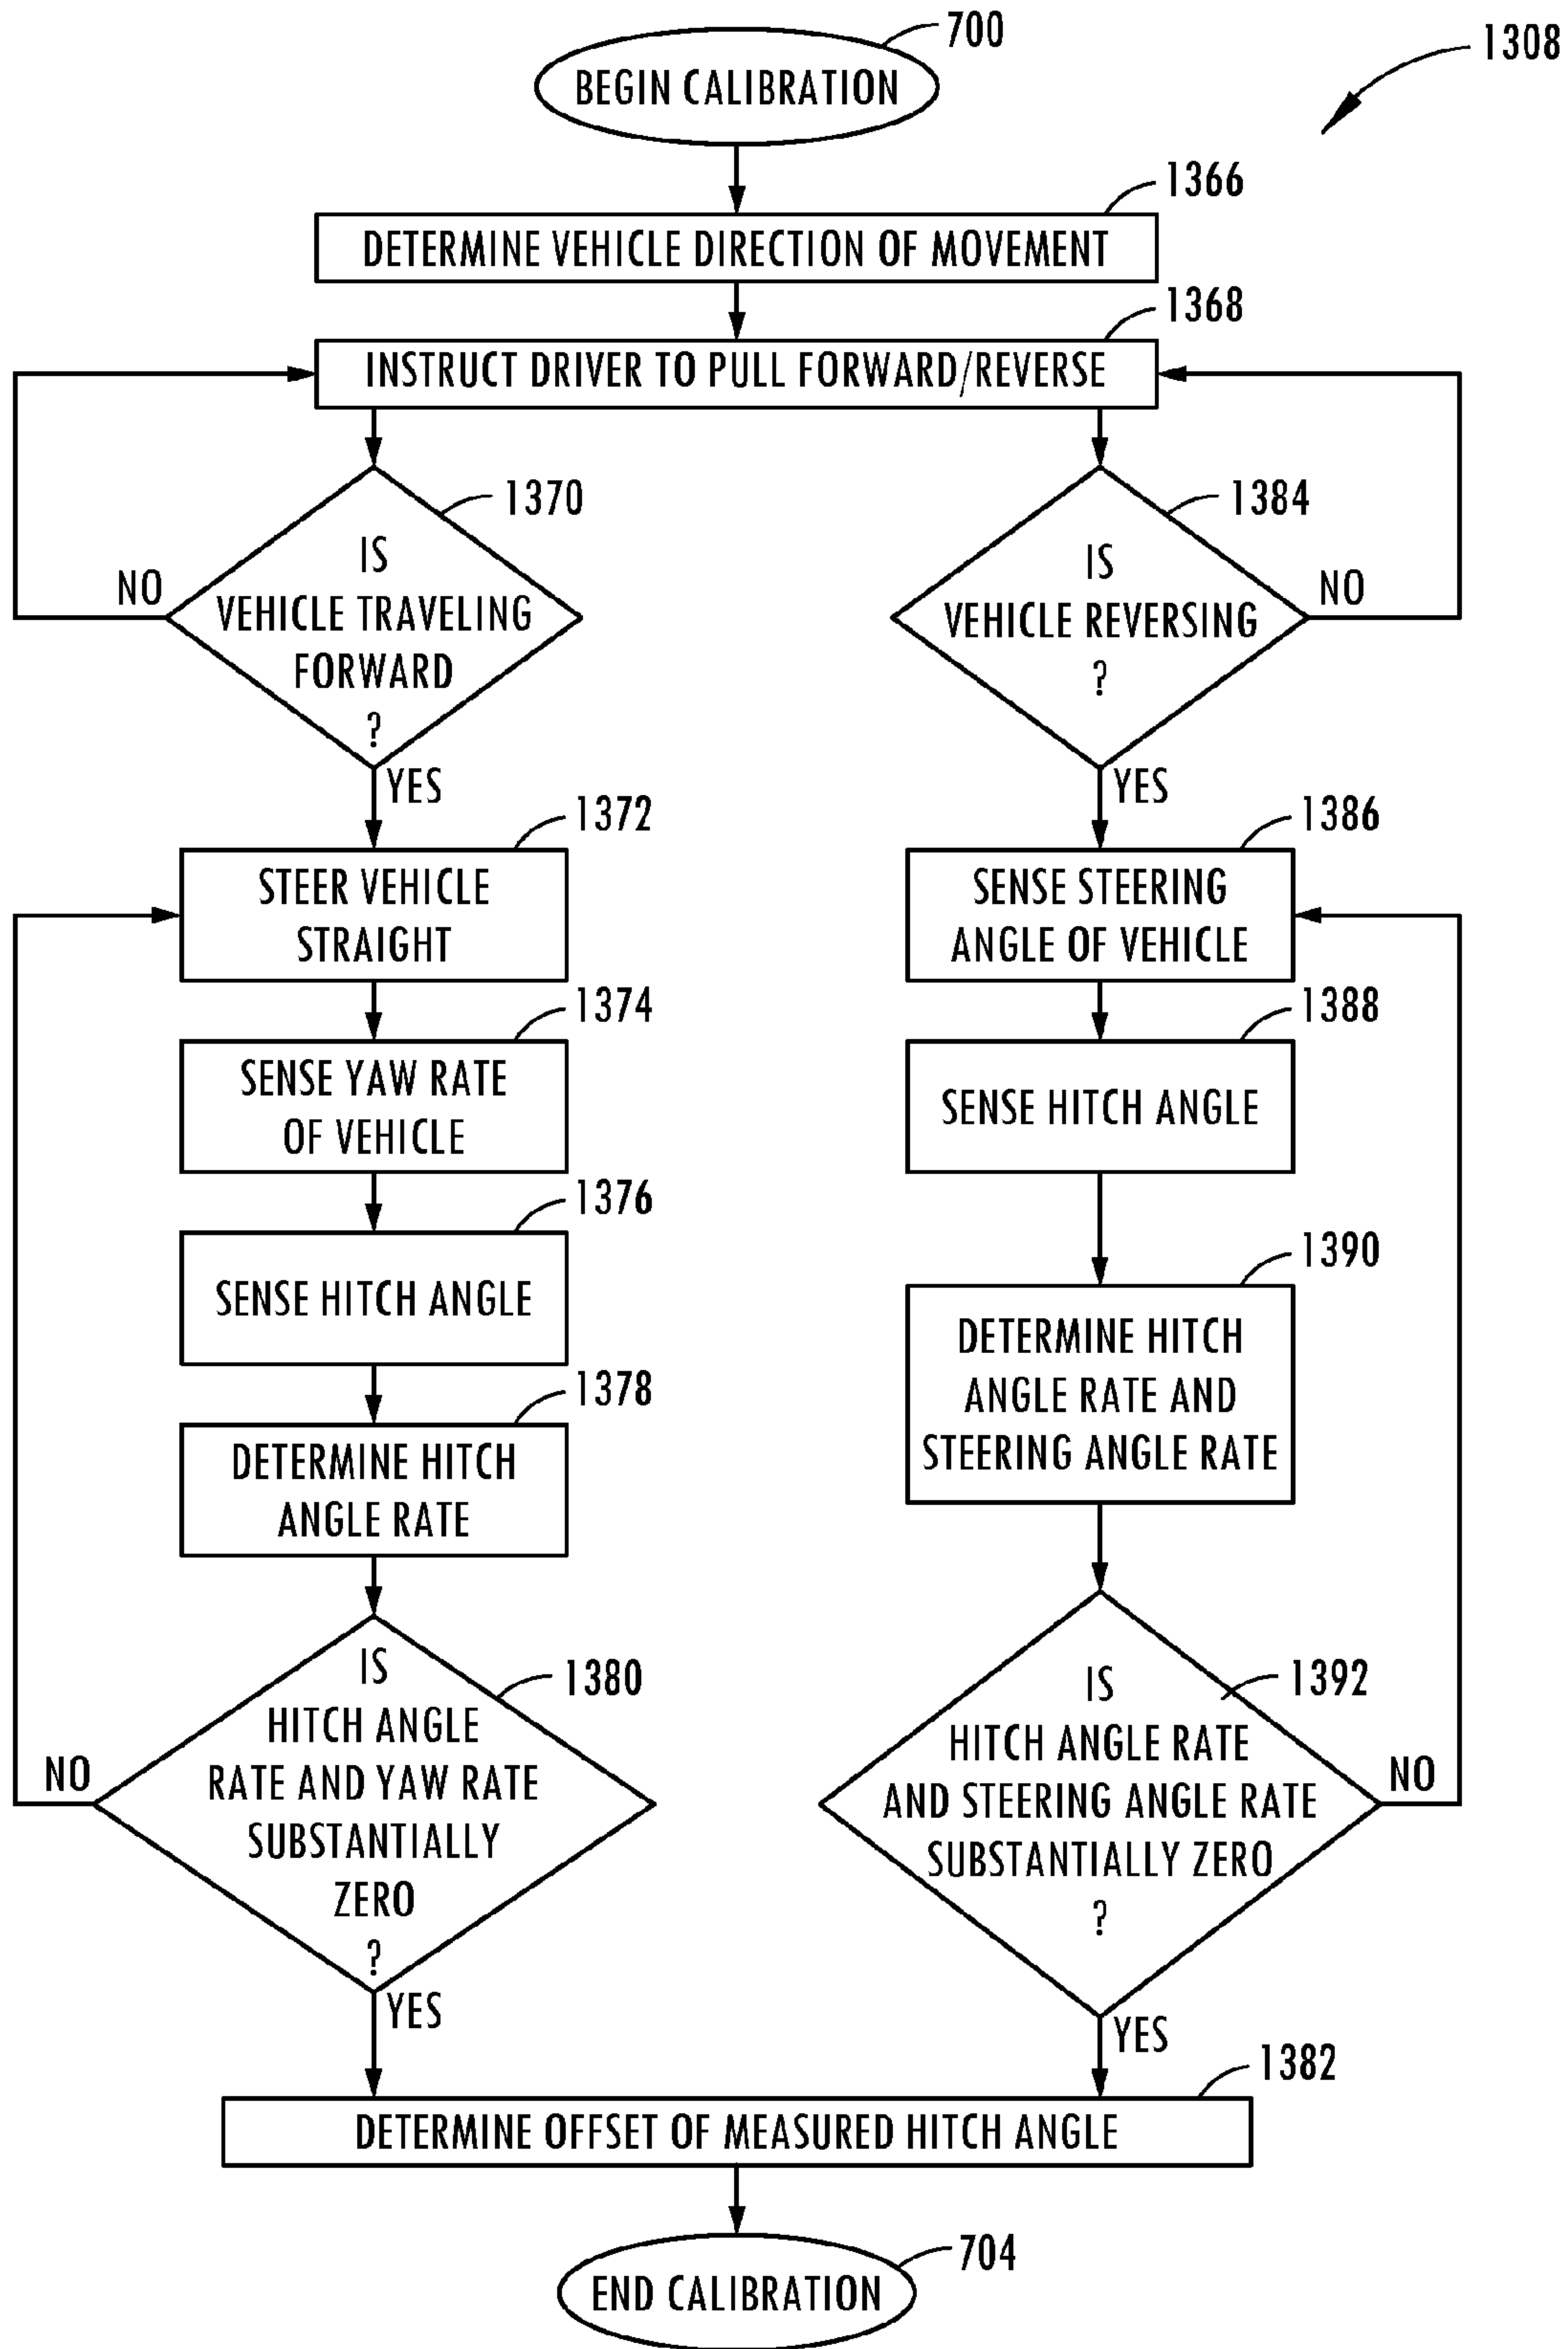 700
BEGIN CALIBRATION
1308
1366
DETERMINE VEHICLE DIRECTION OF MOVEMENT
1368
INSTRUCT DRIVER TO PULL FORWARD/REVERSE
1370
IS
VEHICLE TRAVELING
FORWARD
?
NO
YES
1372
STEER VEHICLE
STRAIGHT
1374
SENSE YAW RATE
OF VEHICLE
1376
SENSE HITCH ANGLE
1378
DETERMINE HITCH
ANGLE RATE
1380
IS
HITCH ANGLE
RATE AND YAW RATE
SUBSTANTIALLY
ZERO
?
NO
YES
1384
IS
VEHICLE REVERSING
?
NO
YES
1386
SENSE STEERING
ANGLE OF VEHICLE
1388
SENSE HITCH ANGLE
1390
DETERMINE HITCH
ANGLE RATE AND
STEERING ANGLE RATE
1392
IS
HITCH ANGLE RATE
AND STEERING ANGLE RATE
SUBSTANTIALLY ZERO
?
NO
YES
1382
DETERMINE OFFSET OF MEASURED HITCH ANGLE
704
END CALIBRATION